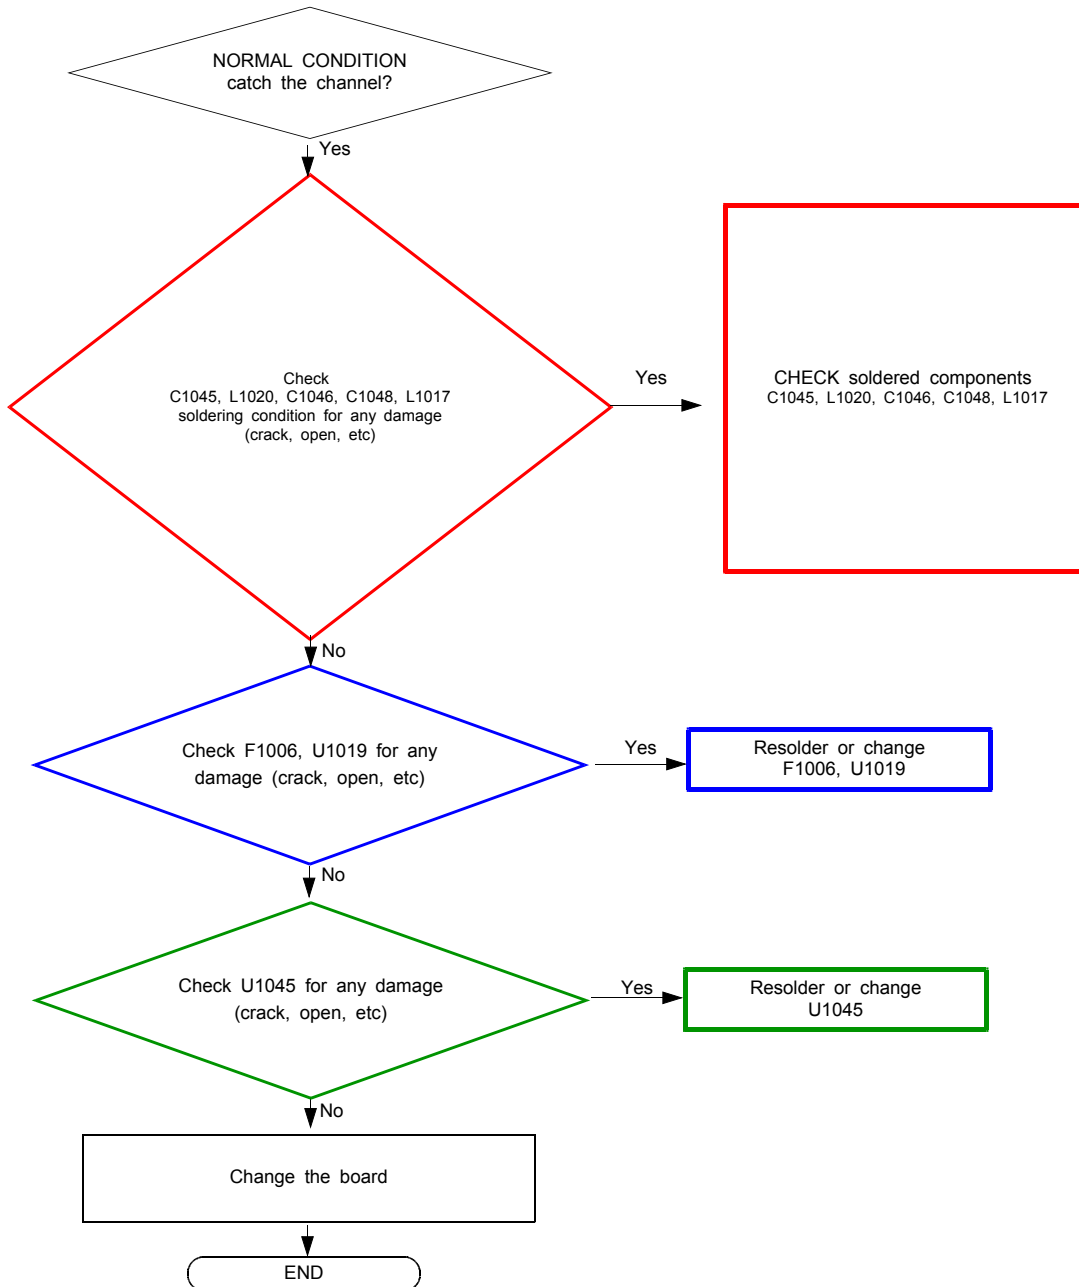 NORMAL CONDITION
catch the channel?
Yes
Check
C1045, L1020, C1046, C1048, L1017
soldering condition for any damage
(crack, open, etc)
Yes
CHECK soldered components
C1045, L1020, C1046, C1048, L1017
No
Check F1006, U1019 for any
damage (crack, open, etc)
Yes
Resolder or change
F1006, U1019
No
Check U1045 for any damage
(crack, open, etc)
Yes
Resolder or change
U1045
No
Change the board
END